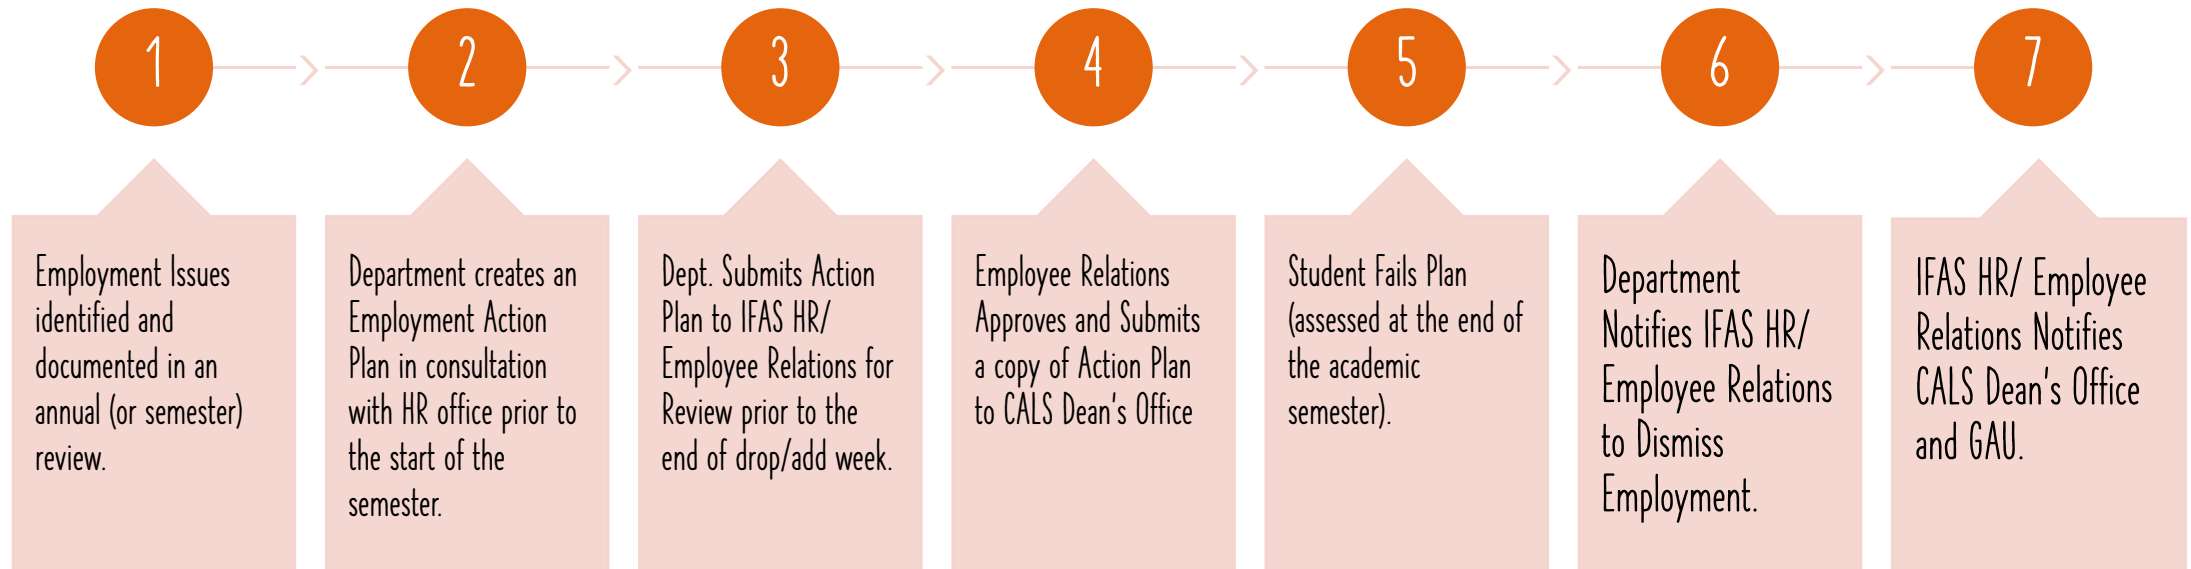 1
2
3
4
5
6
7
Employment Issues
identified and
documented in an
annual (or semester)
review.
Department creates an
Employment Action
Plan in consultation
with HR office prior to
the start of the
semester.
Dept. Submits Action
Plan to IFAS HR/
Employee Relations for
Review prior to the
end of drop/add week.
Employee Relations
Approves and Submits
a copy of Action Plan
to CALS Dean's Office
Student Fails Plan
(assessed at the end of
the academic
semester).
Department
Notifies IFAS HR/
Employee Relations
to Dismiss
Employment.
IFAS HR/ Employee
Relations Notifies
CALS Dean's Office
and GAU.